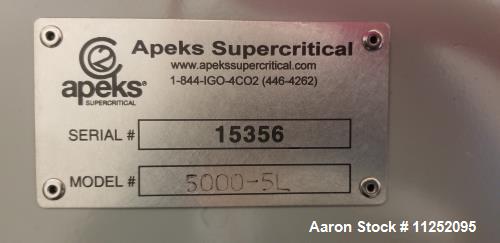 Apeks Supercritical
www.apekssupercritical.com
1-844-IGO-4CO2 (446-4262)
apeks®
SUPERCRITICAL
SERIAL # 15356
MODEL # 5000-5L
Aaron Stock # 11252095